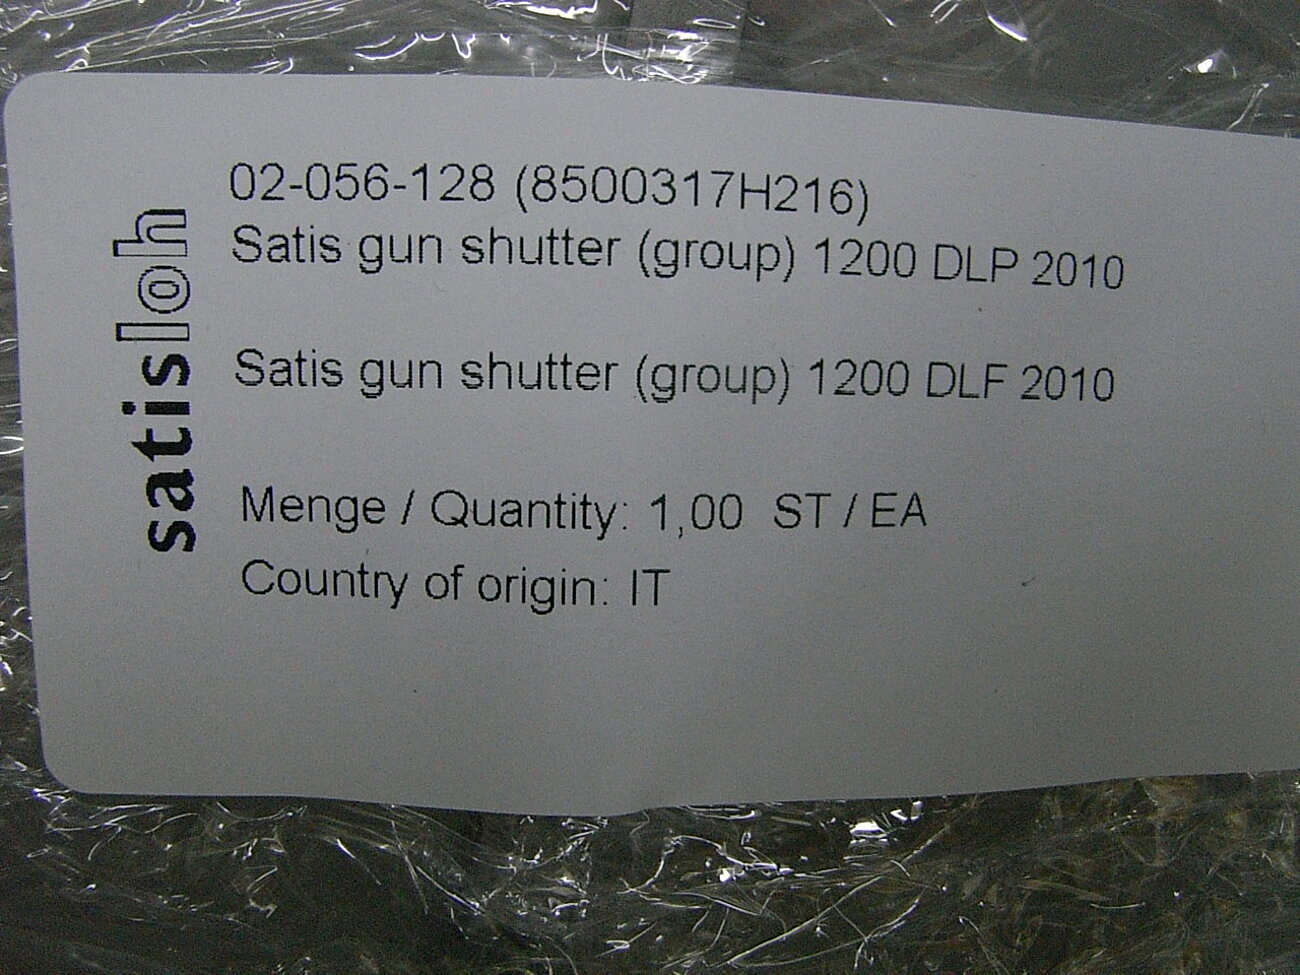 02-056-128 (8500317H216)
Satis gun shutter (group) 1200 DLP 2010
Satis gun shutter (group) 1200 DLF 2010
Menge / Quantity: 1,00 ST / EA
Country of origin: IT
satisloh